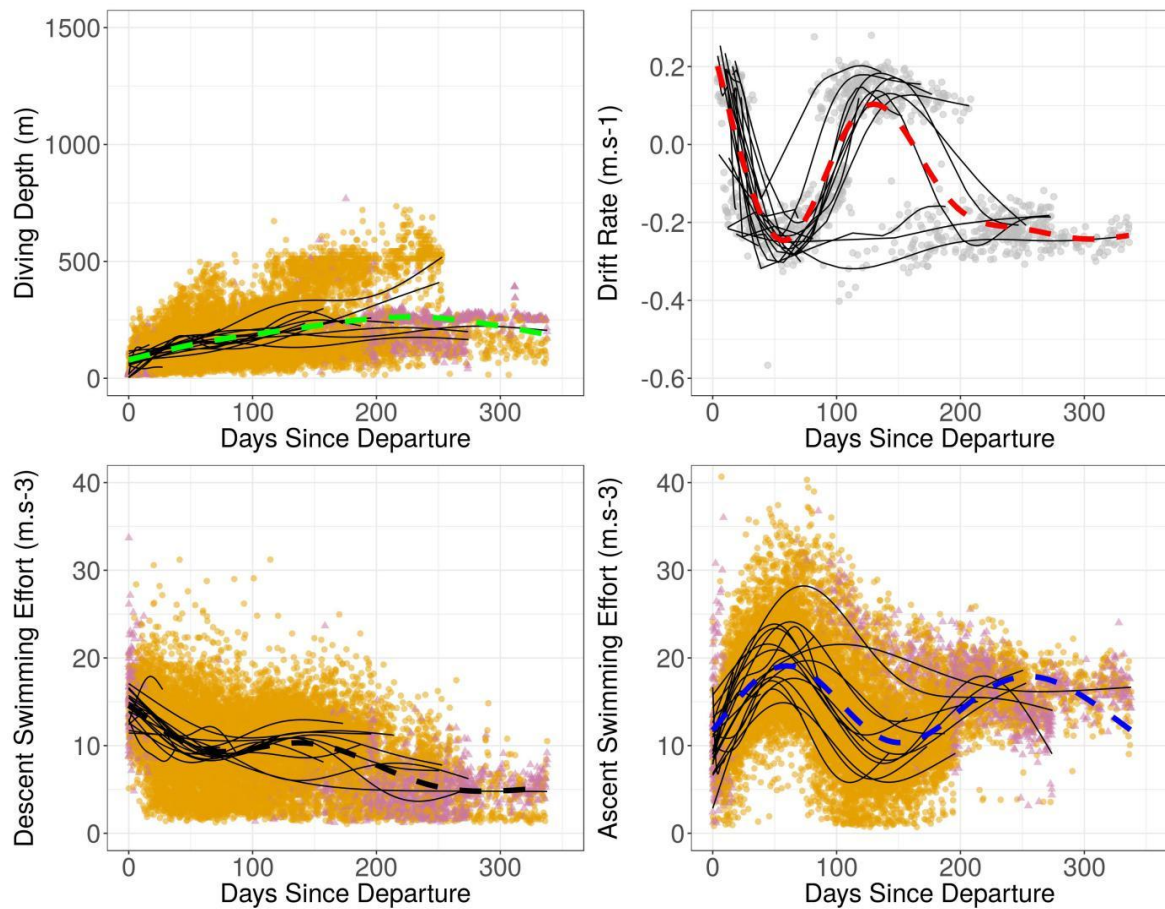 Diving Depth (m)
1500
1000
500
0
0 100 200 300
Days Since Departure
Drift Rate (m.s-1)
0.2
0.0
-0.2
-0.4
-0.6
0 100 200 300
Days Since Departure
Descent Swimming Effort (m.s-3)
40
30
20
10
0
0 100 200 300
Days Since Departure
Ascent Swimming Effort (m.s-3)
40
30
20
10
0
0 100 200 300
Days Since Departure